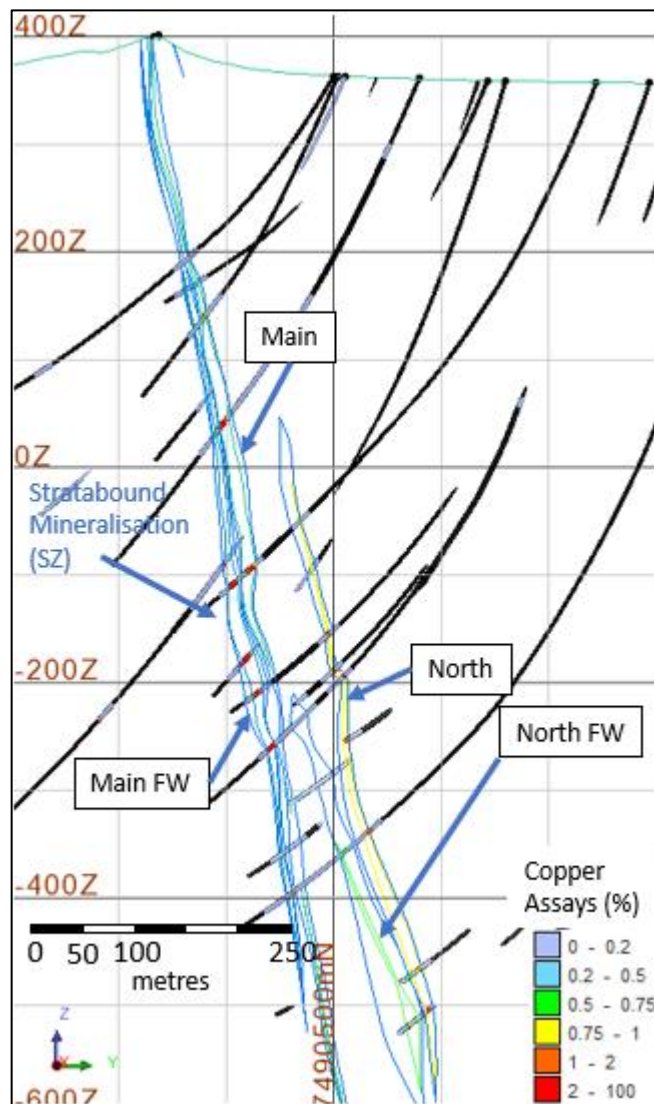 400Z
200Z
Main
0Z
Stratabound
Mineralisation
(SZ)
-200Z
North
North FW
Main FW
-400Z
Copper
Assays (%)
0 - 0.2
0.2 - 0.5
0.5 - 0.75
0.75 - 1
1 - 2
2 - 100
0 50 100 250
metres
7490500mN
Z
X
Y
-600Z